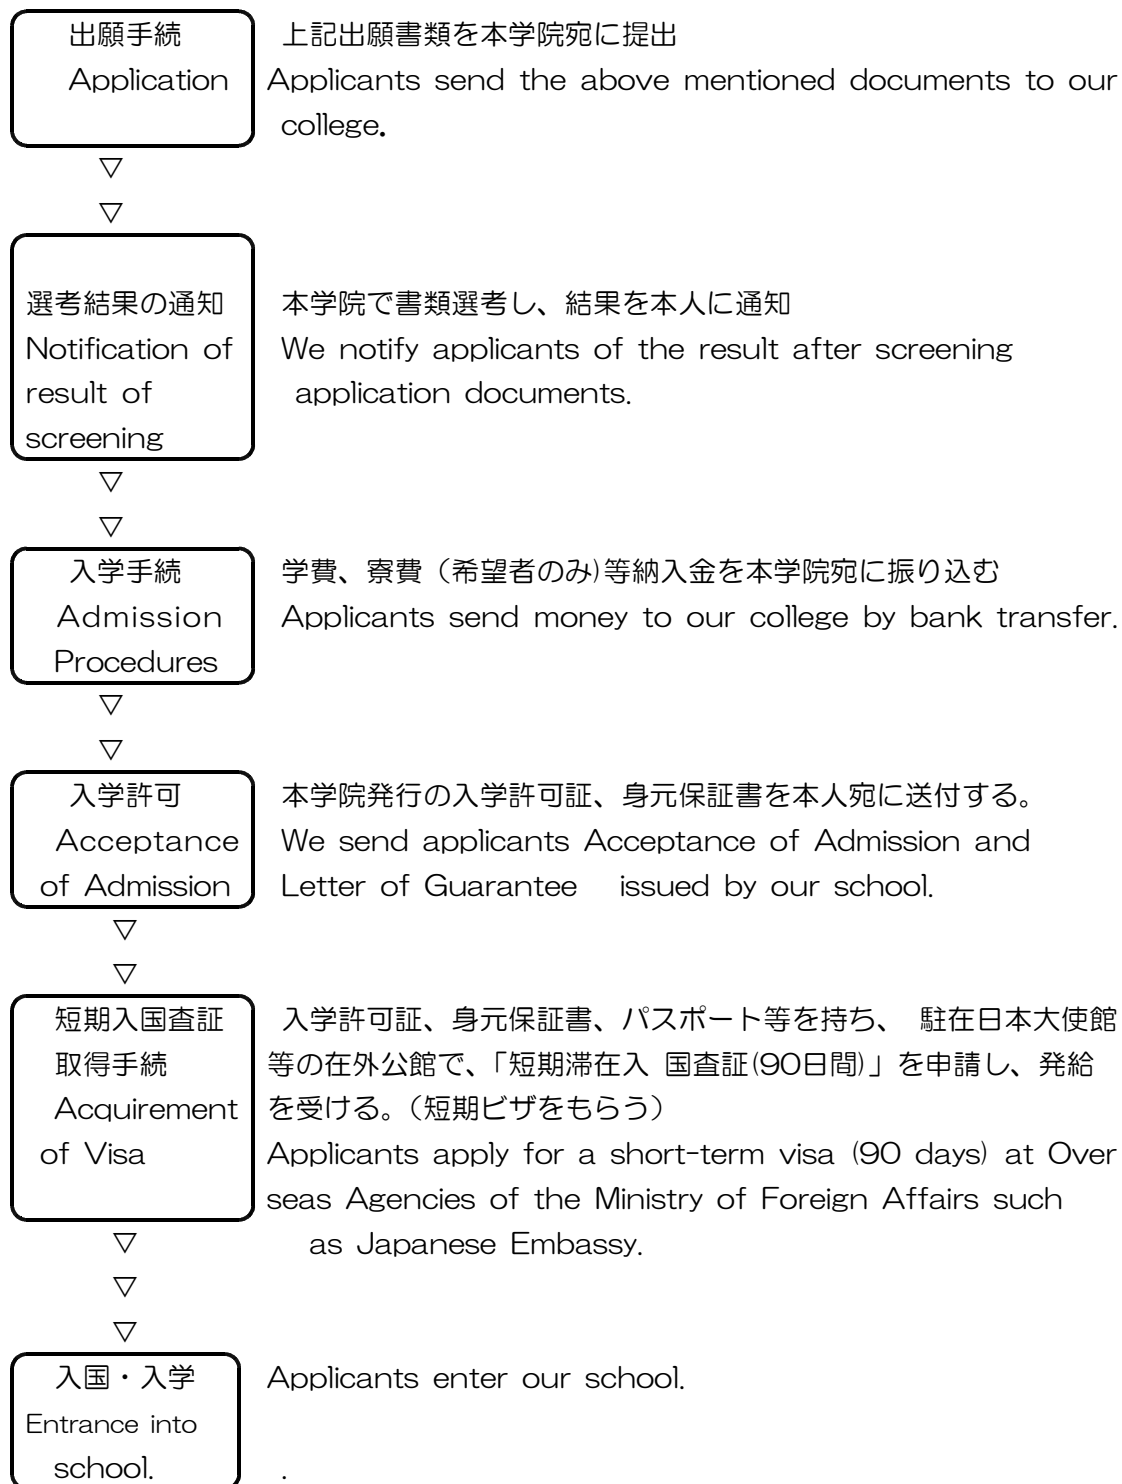 出願手続 上記出願書類を本学院宛に提出
Application Applicants send the above mentioned documents to our
college.
▽
▽
選考結果の通知 本学院で書類選考し、結果を本人に通知
Notification of We notify applicants of the result after screening
result of application documents.
screening
▽
▽
入学手続 学費、寮費（希望者のみ)等納入金を本学院宛に振り込む
Admission Applicants send money to our college by bank transfer.
Procedures
▽
▽
入学許可 本学院発行の入学許可証、身元保証書を本人宛に送付する。
Acceptance We send applicants Acceptance of Admission and
of Admission Letter of Guarantee issued by our school.
▽
▽
短期入国査証 入学許可証、身元保証書、パスポート等を持ち、 駐在日本大使館
取得手続 等の在外公館で、「短期滞在入 国査証(90日間)」を申請し、発給
Acquirement を受ける。（短期ビザをもらう）
of Visa Applicants apply for a short-term visa (90 days) at Over
seas Agencies of the Ministry of Foreign Affairs such
as Japanese Embassy.
▽
▽
▽
入国・入学 Applicants enter our school.
Entrance into
school. .